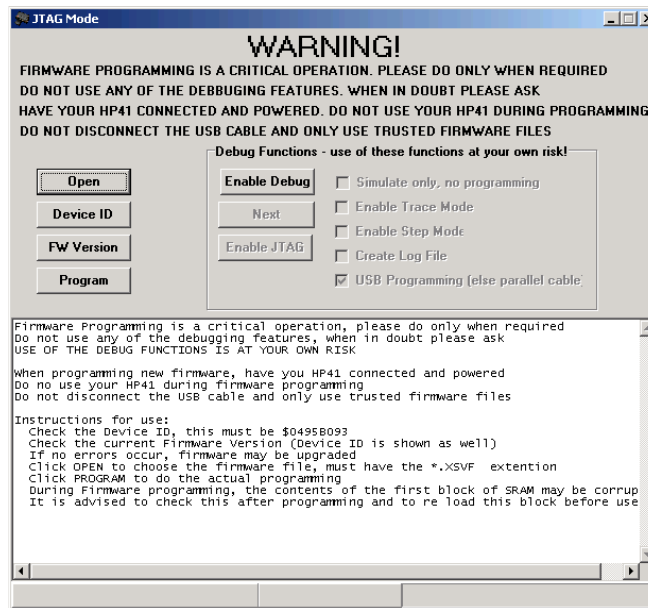 JTAG Mode
WARNING!
FIRMWARE PROGRAMMING IS A CRITICAL OPERATION. PLEASE DO ONLY WHEN REQUIRED
DO NOT USE ANY OF THE DEBBUGING FEATURES. WHEN IN DOUBT PLEASE ASK
HAVE YOUR HP41 CONNECTED AND POWERED. DO NOT USE YOUR HP41 DURING PROGRAMMING
DO NOT DISCONNECT THE USB CABLE AND ONLY USE TRUSTED FIRMWARE FILES
Debug Functions - use of these functions at your own risk!
Open
Device ID
FW Version
Program
Enable Debug
Next
Enable JTAG
Simulate only, no programming
Enable Trace Mode
Enable Step Mode
Create Log File
USB Programming (else parallel cable)
Firmware Programming is a critical operation, please do only when required
Do not use any of the debugging features, when in doubt please ask
USE OF THE DEBUG FUNCTIONS IS AT YOUR OWN RISK
When programming new firmware, have you HP41 connected and powered
Do no use your HP41 during firmware programming
Do not disconnect the USB cable and only use trusted firmware files
Instructions for use:
Check the Device ID, this must be $0495B093
Check the current Firmware Version (Device ID is shown as well)
If no errors occur, firmware may be upgraded
Click OPEN to choose the firmware file, must have the *.XSVF extention
Click PROGRAM to do the actual programming
During Firmware programming, the contents of the first block of SRAM may be corrup
It is advised to check this after programming and to re load this block before use